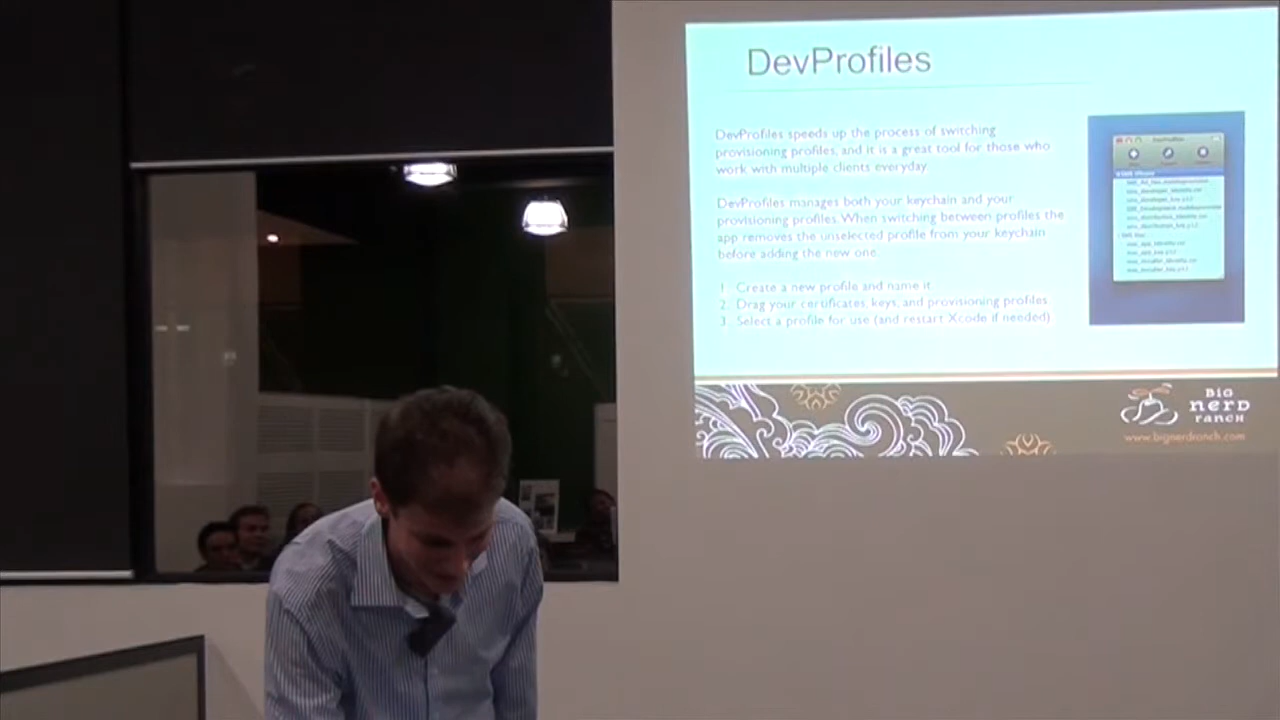 DevProfiles
DevProfiles speeds up the process of switching
provisioning profiles, and it is a great tool for those who
work with multiple clients everyday.
DevProfiles manages both your keychain and your
provisioning profiles. When switching between profiles the
app removes the unselected profile from your keychain
before adding the new one.
1. Create a new profile and name it
2. Drag your certificates, keys, and provisioning profiles
3. Select a profile for use (and restart Xcode if needed)
BIG
nerd
ranch
www.bignerdranch.com